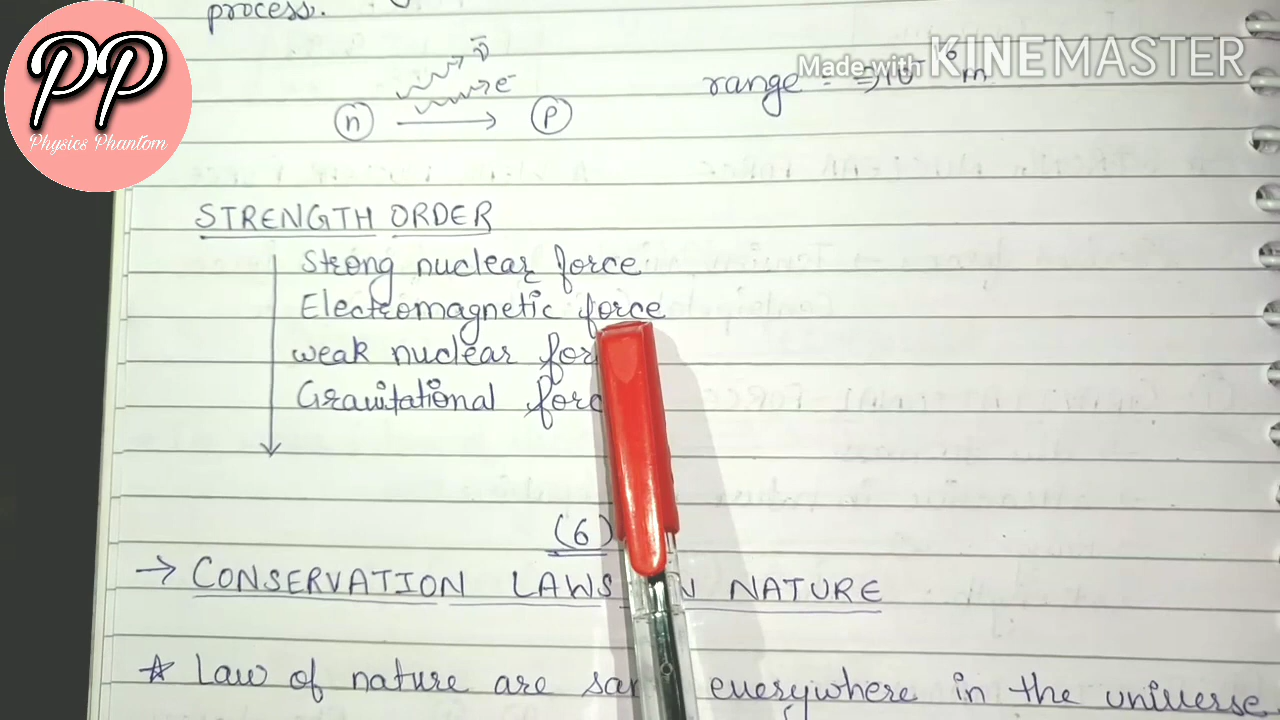 process.
PP
Physics Phantom
Made with KINEMASTER
ν̄
e⁻
n → p
range =
STRENGTH ORDER
Strong nuclear force
Electromagnetic force
weak nuclear
Gravitational
(6)
→ CONSERVATION LAWS NATURE
☆ Law of nature are everywhere in the universe